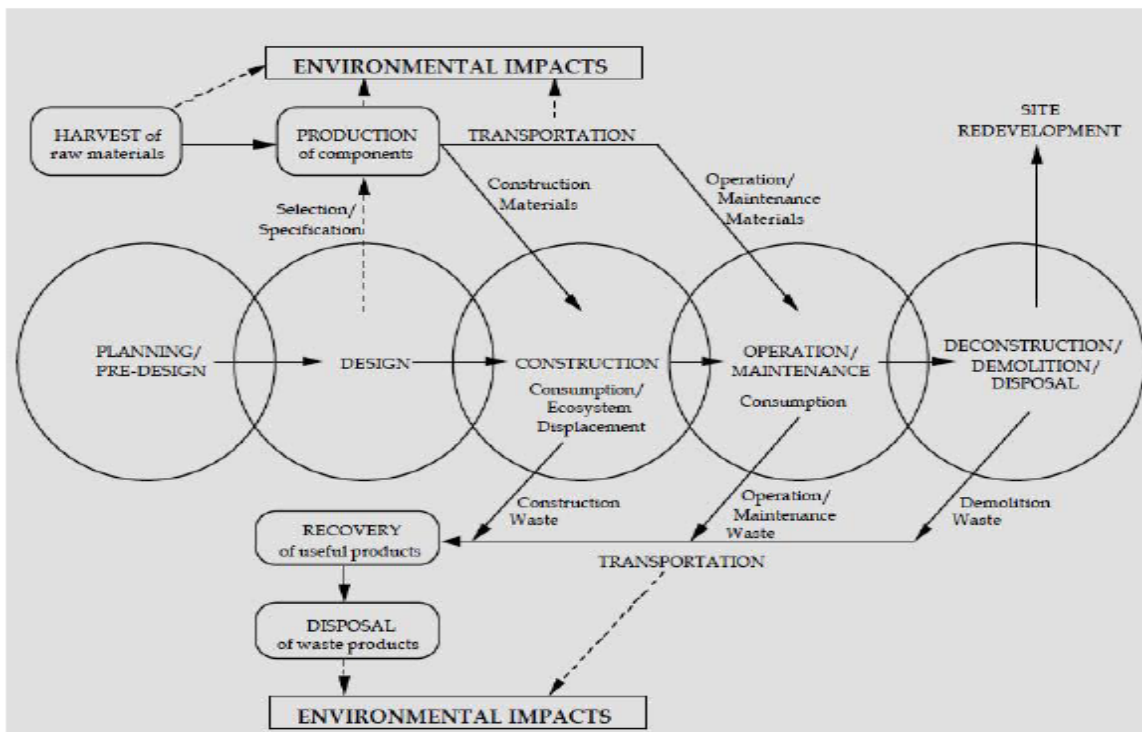 ENVIRONMENTAL IMPACTS
HARVEST of
raw materials
PRODUCTION
of components
TRANSPORTATION
SITE
REDEVELOPMENT
Selection/
Specification
Construction
Materials
Operation/
Maintenance
Materials
PLANNING/
PRE-DESIGN
DESIGN
CONSTRUCTION
Consumption/
Ecosystem
Displacement
OPERATION/
MAINTENANCE
Consumption
DECONSTRUCTION/
DEMOLITION/
DISPOSAL
Construction
Waste
Operation/
Maintenance
Waste
Demolition
Waste
RECOVERY
of useful products
TRANSPORTATION
DISPOSAL
of waste products
ENVIRONMENTAL IMPACTS